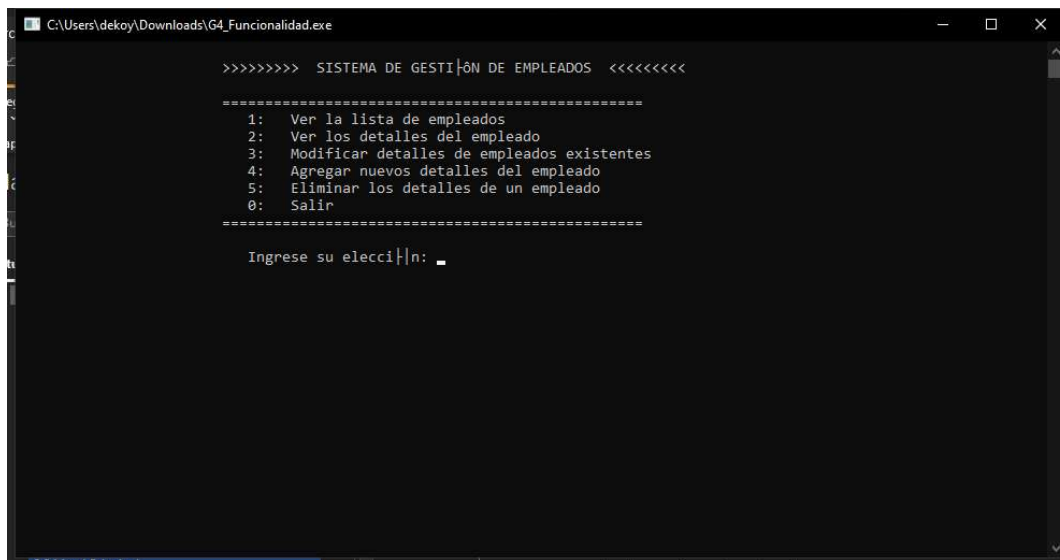 C:\Users\dekoy\Downloads\G4_Funcionalidad.exe
>>>>>>>>> SISTEMA DE GESTI├ôN DE EMPLEADOS <<<<<<<<<
=================================================
1: Ver la lista de empleados
2: Ver los detalles del empleado
3: Modificar detalles de empleados existentes
4: Agregar nuevos detalles del empleado
5: Eliminar los detalles de un empleado
0: Salir
=================================================
Ingrese su elecci├│n: